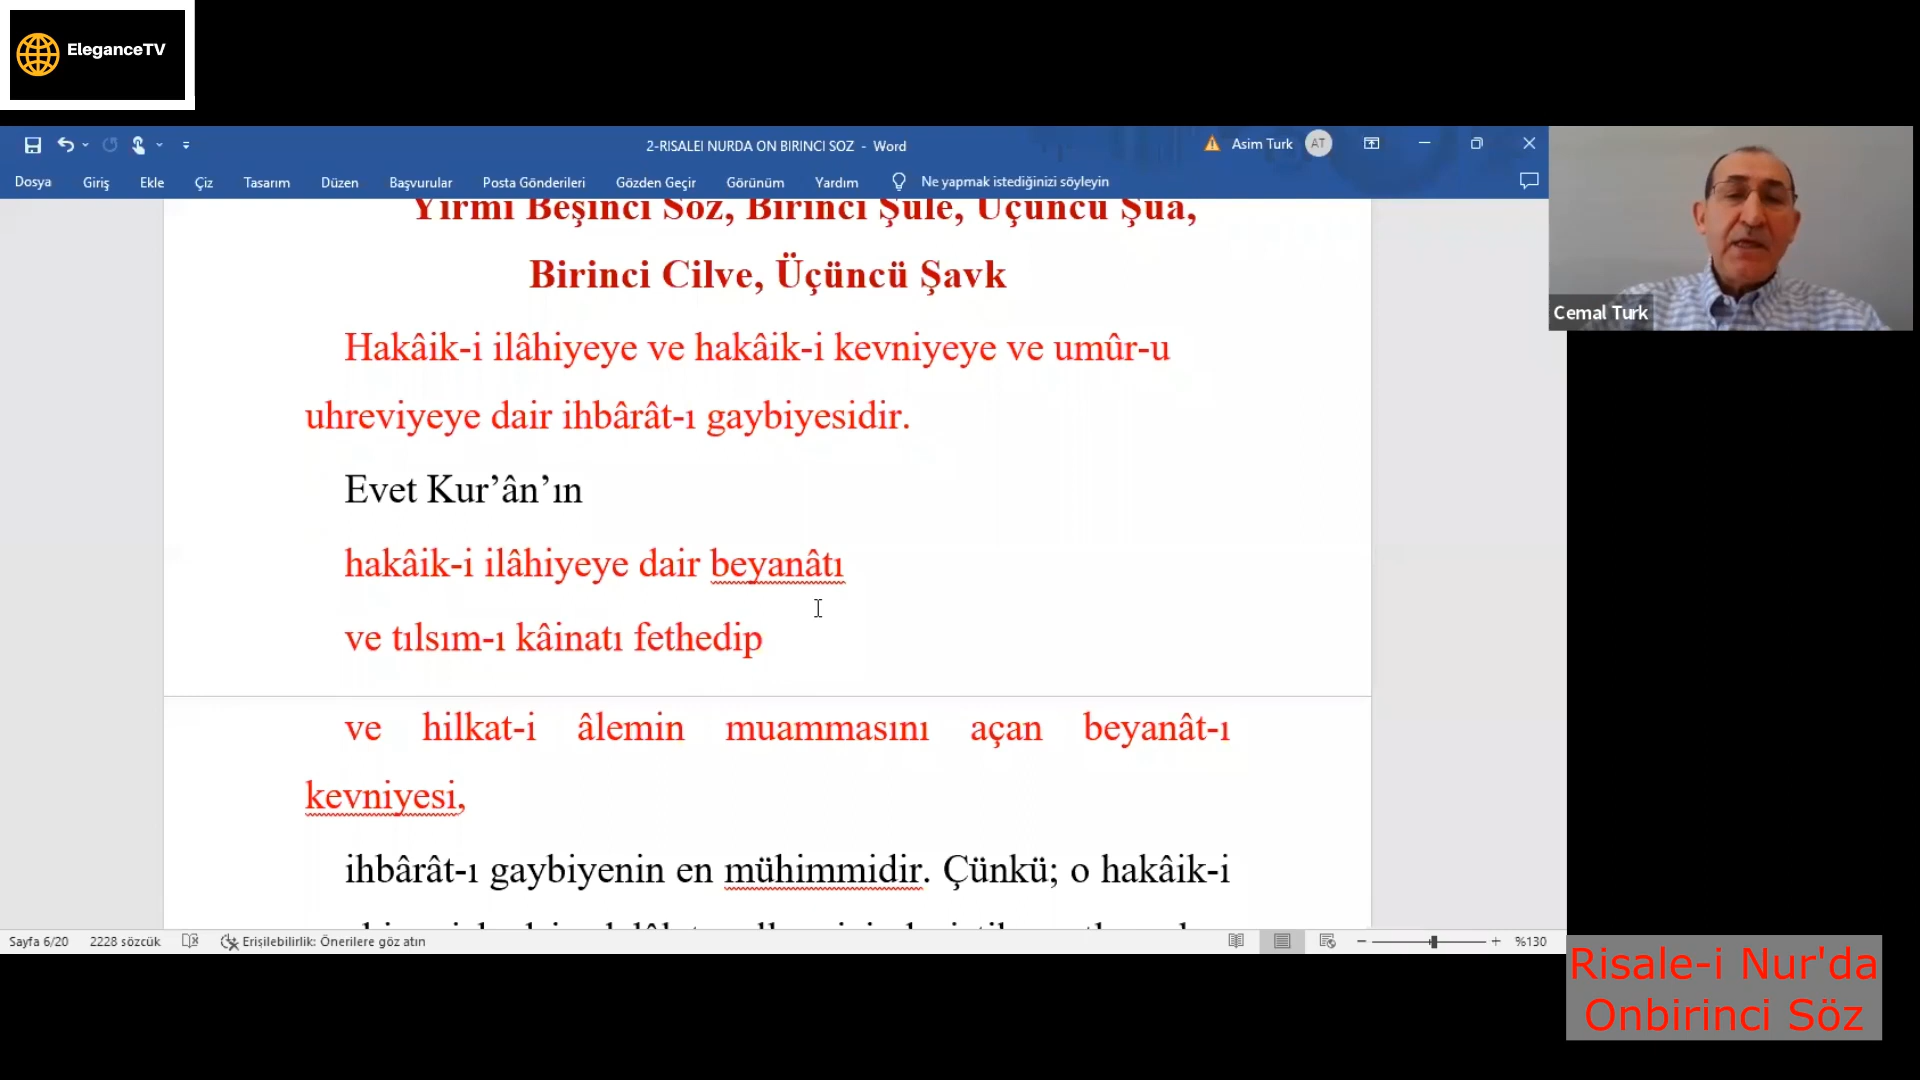 EleganceTV
2-RISALEI NURDA ON BIRINCI SOZ - Word
Asim Turk
AT
Dosya Giriş Ekle Çiz Tasarım Düzen Başvurular Posta Gönderileri Gözden Geçir Görünüm Yardım Ne yapmak istediğinizi söyleyin
Yirmi Beşinci Söz, Birinci Şule, Üçüncü Şua,
Birinci Cilve, Üçüncü Şavk
Hakâik-i ilâhiyeye ve hakâik-i kevniyeye ve umûr-u
uhreviyeye dair ihbârât-ı gaybiyesidir.
Evet Kur’ân’ın
hakâik-i ilâhiyeye dair beyanâtı
ve tılsım-ı kâinatı fethedip
ve hilkat-i âlemin muammasını açan beyanât-ı
kevniyesi,
ihbârât-ı gaybiyenin en mühimmidir. Çünkü; o hakâik-i
Sayfa 6/20 2228 sözcük Erişilebilirlik: Önerilere göz atın %130
Cemal Turk
Risale-i Nur'da
Onbirinci Söz